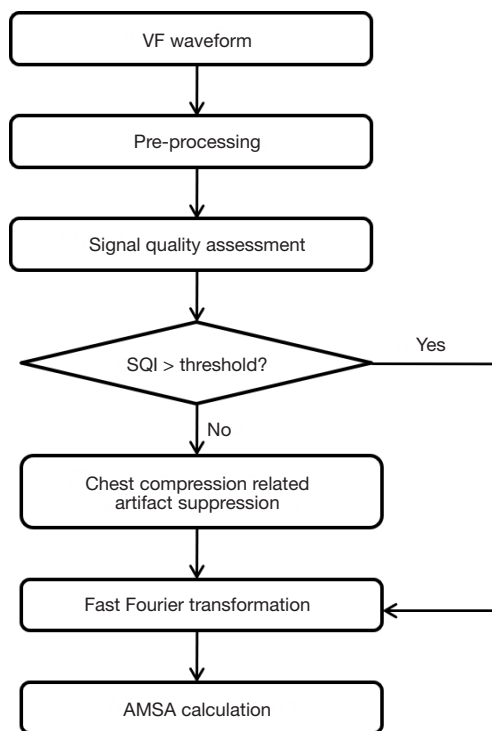 VF waveform
Pre-processing
Signal quality assessment
SQI > threshold?
Yes
No
Chest compression related
artifact suppression
Fast Fourier transformation
AMSA calculation